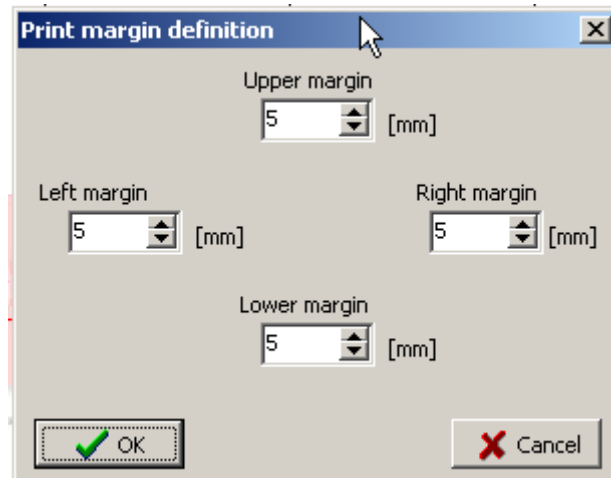 Print margin definition
Upper margin
5 [mm]
Left margin
Right margin
5 [mm]
5 [mm]
Lower margin
5 [mm]
OK
Cancel